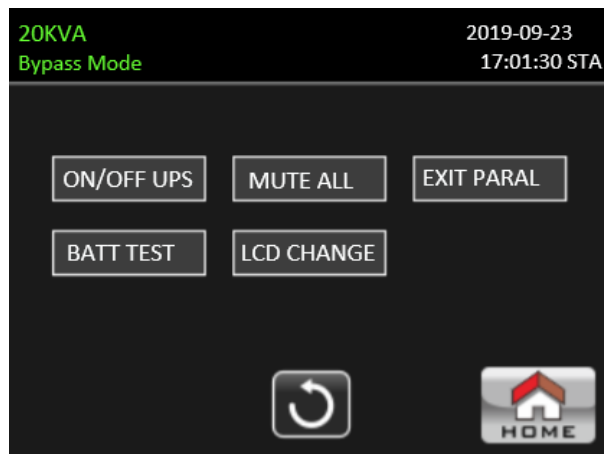 20KVA
2019-09-23
Bypass Mode
17:01:30 STA
ON/OFF UPS
MUTE ALL
EXIT PARAL
BATT TEST
LCD CHANGE
HOME